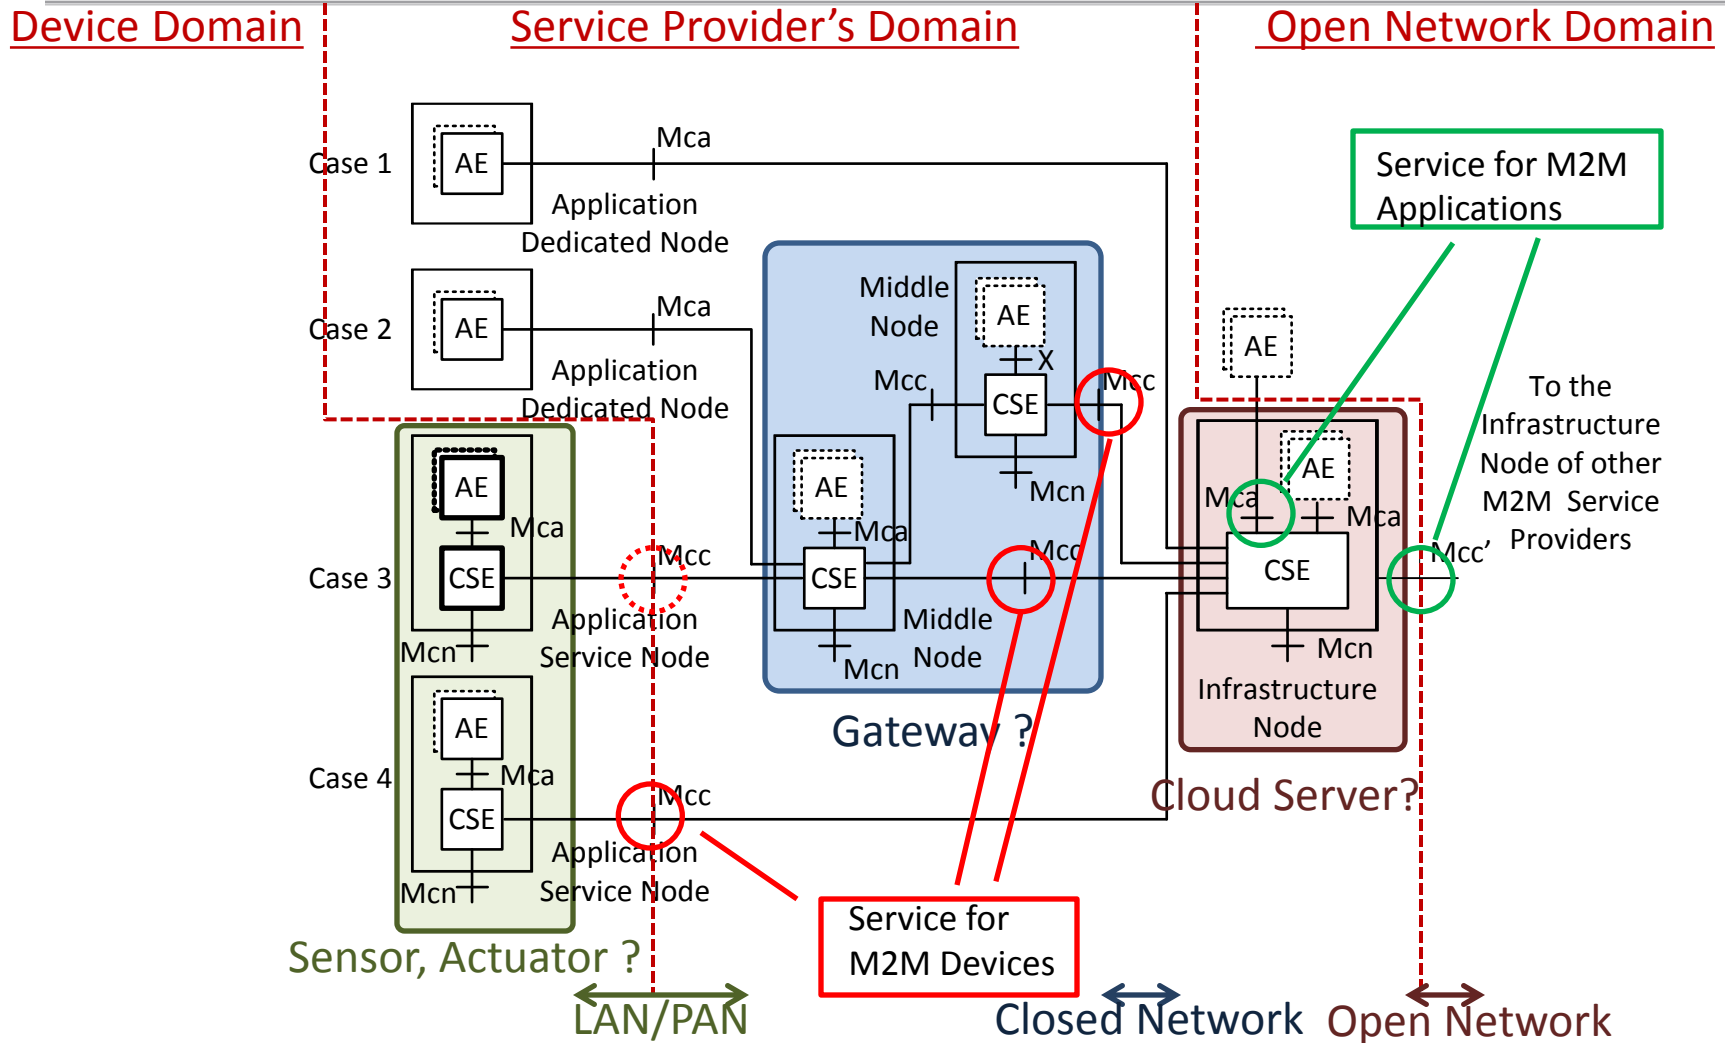 Device Domain
Service Provider's Domain
Open Network Domain
Case 1
AE
Mca
Application
Dedicated Node
Service for M2M
Applications
Case 2
AE
Mca
Application
Dedicated Node
Middle
Node
AE
X
Mcc
CSE
Mcc
Mcn
AE
To the
Infrastructure
Node of other
M2M Service
Providers
Case 3
AE
Mca
CSE
Mcn
Mcc
Application
Service Node
AE
Mca
CSE
Mcn
Mcc
Middle
Node
Gateway ?
AE
Mca
Mca
CSE
Mcc’
Mcn
Infrastructure
Node
Cloud Server?
Case 4
AE
Mca
CSE
Mcn
Mcc
Application
Service Node
Sensor, Actuator ?
Service for
M2M Devices
LAN/PAN
Closed Network
Open Network